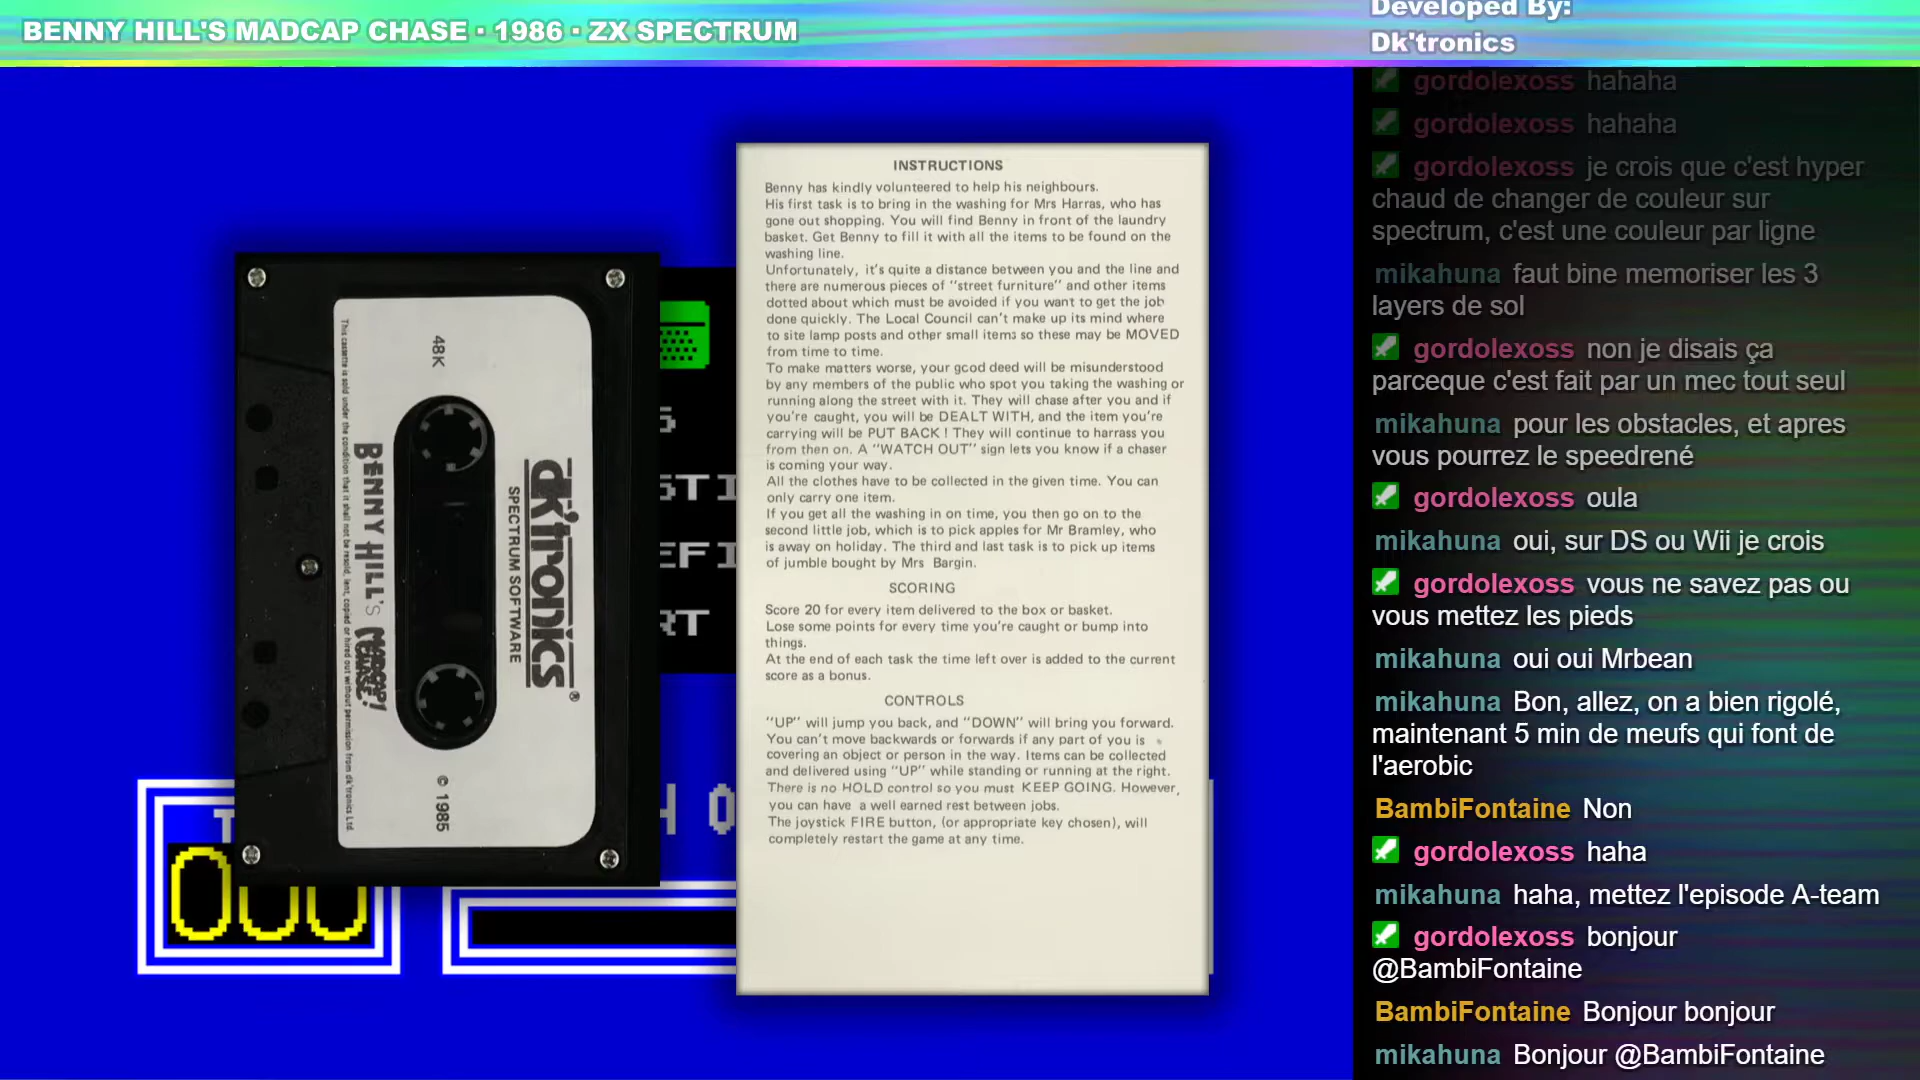 BENNY HILL'S MADCAP CHASE · 1986 · ZX SPECTRUM
Developed By:
Dk'tronics
48K
dk'tronics®
SPECTRUM SOFTWARE
BENNY HILL's MADCAP CHASE!
This cassette is sold under the condition that it shall not be resold, lent, copied or hired out without permission from dk'tronics Ltd.
© 1985
INSTRUCTIONS
Benny has kindly volunteered to help his neighbours.
His first task is to bring in the washing for Mrs Harras, who has
gone out shopping. You will find Benny in front of the laundry
basket. Get Benny to fill it with all the items to be found on the
washing line.
Unfortunately, it's quite a distance between you and the line and
there are numerous pieces of "street furniture" and other items
dotted about which must be avoided if you want to get the job
done quickly. The Local Council can't make up its mind where
to site lamp posts and other small items so these may be MOVED
from time to time.
To make matters worse, your good deed will be misunderstood
by any members of the public who spot you taking the washing or
running along the street with it. They will chase after you and if
you're caught, you will be DEALT WITH, and the item you're
carrying will be PUT BACK ! They will continue to harrass you
from then on. A "WATCH OUT" sign lets you know if a chaser
is coming your way.
All the clothes have to be collected in the given time. You can
only carry one item.
If you get all the washing in on time, you then go on to the
second little job, which is to pick apples for Mr Bramley, who
is away on holiday. The third and last task is to pick up items
of jumble bought by Mrs Bargin.
SCORING
Score 20 for every item delivered to the box or basket.
Lose some points for every time you're caught or bump into
things.
At the end of each task the time left over is added to the current
score as a bonus.
CONTROLS
"UP" will jump you back, and "DOWN" will bring you forward.
You can't move backwards or forwards if any part of you is
covering an object or person in the way. Items can be collected
and delivered using "UP" while standing or running at the right.
There is no HOLD control so you must KEEP GOING. However,
you can have a well earned rest between jobs.
The joystick FIRE button, (or appropriate key chosen), will
completely restart the game at any time.
gordolexoss hahaha
gordolexoss hahaha
gordolexoss je crois que c'est hyper
chaud de changer de couleur sur
spectrum, c'est une couleur par ligne
mikahuna faut bine memoriser les 3
layers de sol
gordolexoss non je disais ça
parceque c'est fait par un mec tout seul
mikahuna pour les obstacles, et apres
vous pourrez le speedrené
gordolexoss oula
mikahuna oui, sur DS ou Wii je crois
gordolexoss vous ne savez pas ou
vous mettez les pieds
mikahuna oui oui Mrbean
mikahuna Bon, allez, on a bien rigolé,
maintenant 5 min de meufs qui font de
l'aerobic
BambiFontaine Non
gordolexoss haha
mikahuna haha, mettez l'episode A-team
gordolexoss bonjour
@BambiFontaine
BambiFontaine Bonjour bonjour
mikahuna Bonjour @BambiFontaine